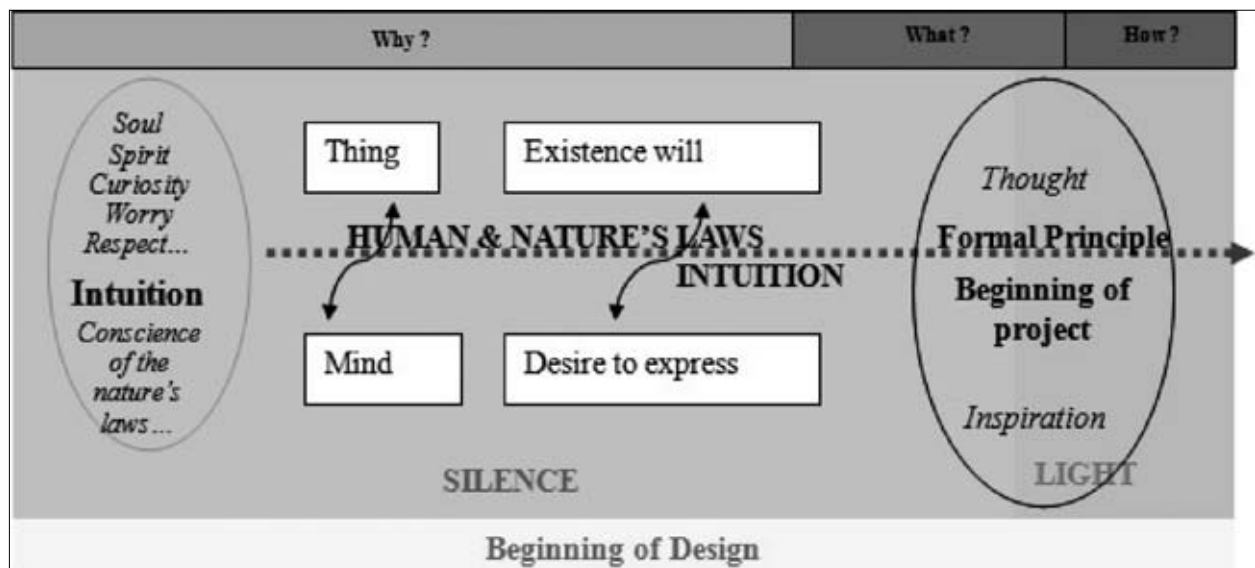 Why ?
What ?
How ?
Soul
Spirit
Curiosity
Worry
Respect...
Intuition
Conscience
of the
nature's
laws ...
Thing
Existence will
HUMAN & NATURE'S LAWS
INTUITION
Mind
Desire to express
Thought
Formal Principle
Beginning of
project
Inspiration
SILENCE
LIGHT
Beginning of Design